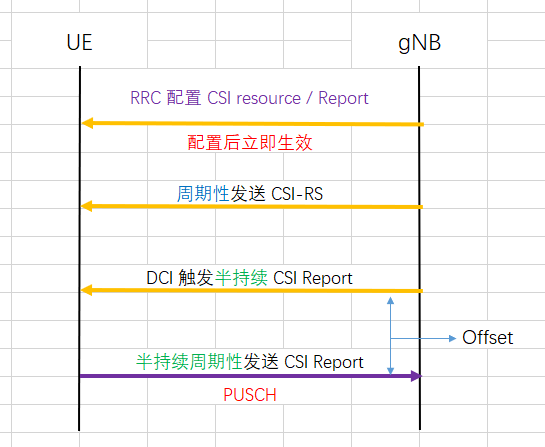 UE gNB
RRC 配置 CSI resource / Report
配置后立即生效
周期性发送 CSI-RS
DCI 触发半持续 CSI Report
Offset
半持续周期性发送 CSI Report
PUSCH